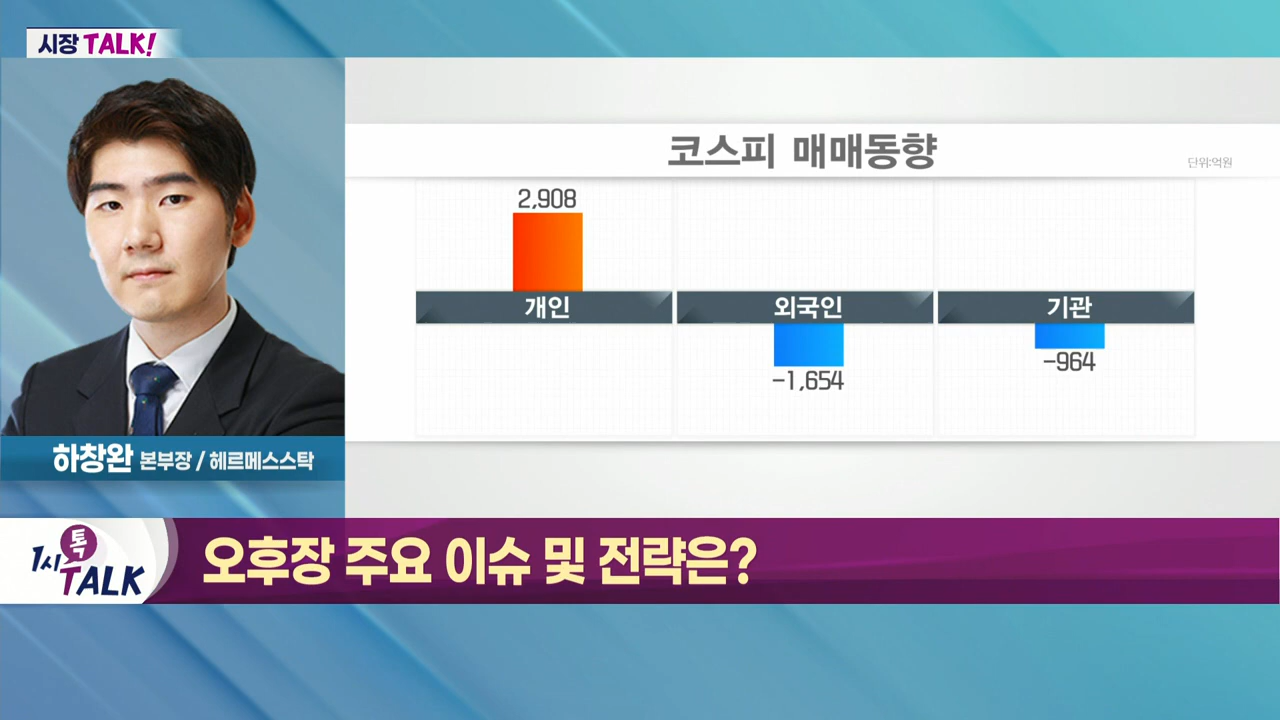 시장 TALK!
코스피 매매동향
단위:억원
2,908
개인
외국인
기관
-1,654
-964
하창완 본부장 / 헤르메스스탁
1시 톡 TALK
오후장 주요 이슈 및 전략은?